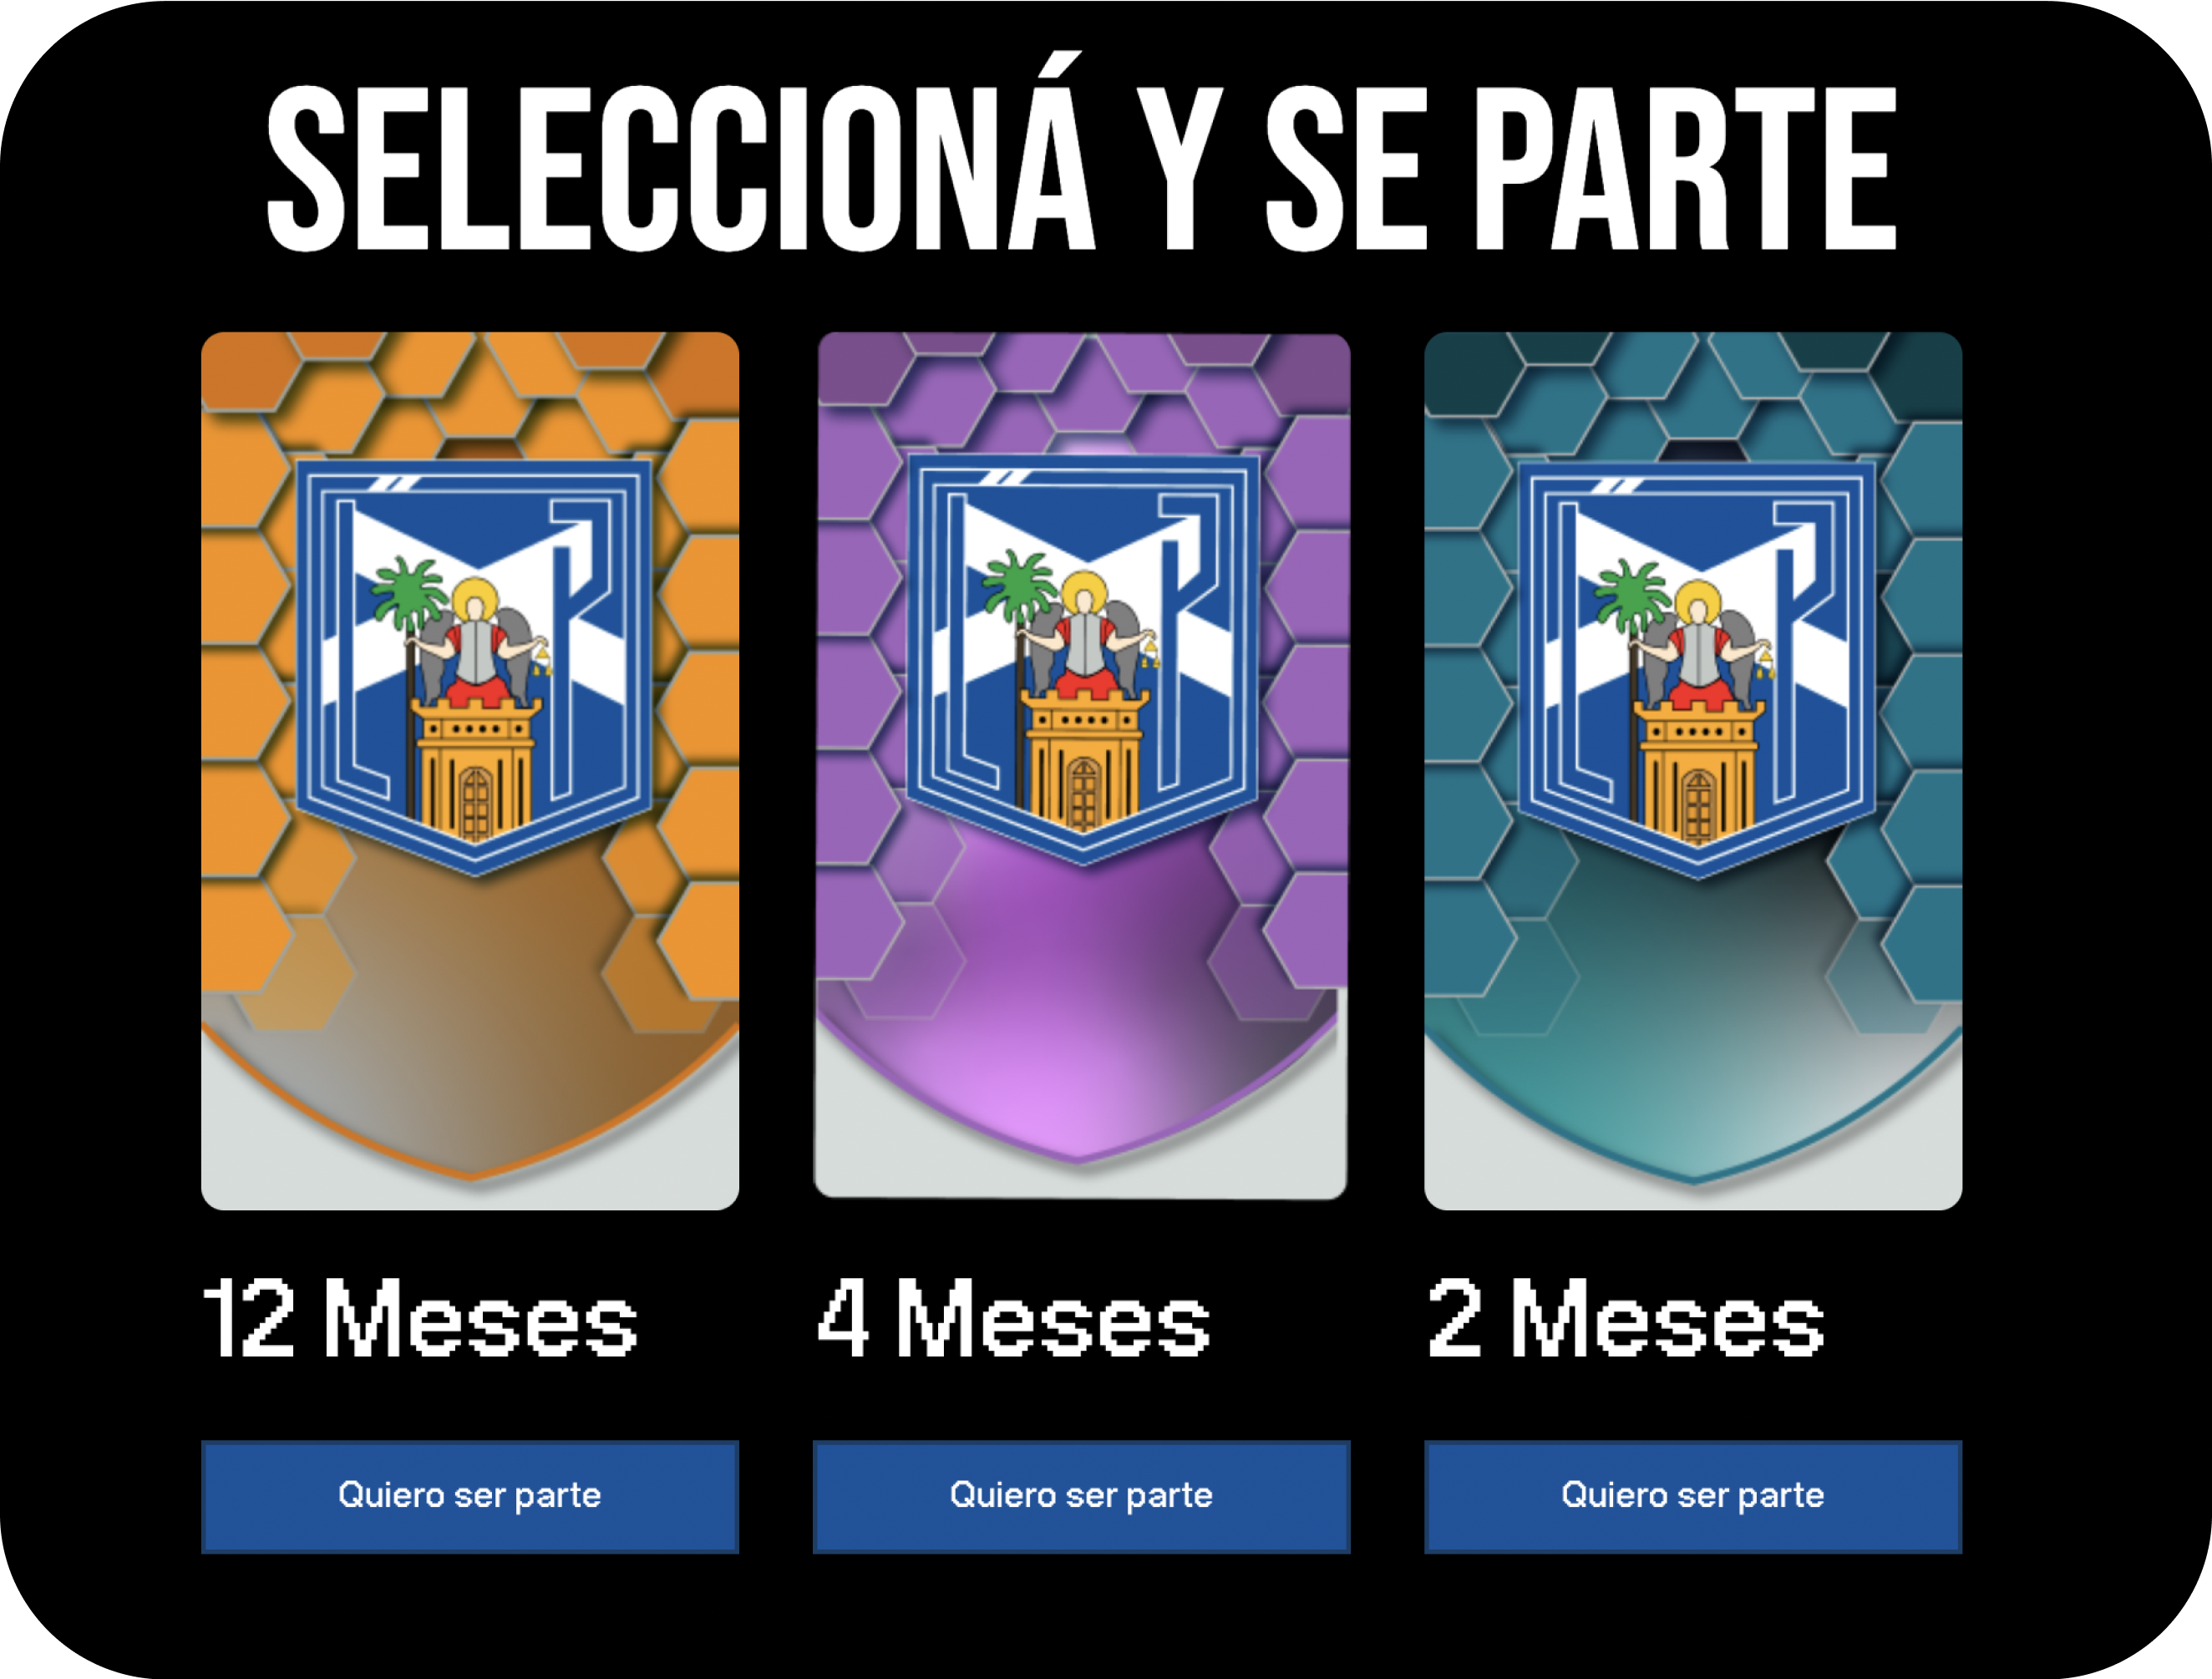 SELECCIONÁ Y SE PARTE
12 Meses
4 Meses
2 Meses
Quiero ser parte
Quiero ser parte
Quiero ser parte